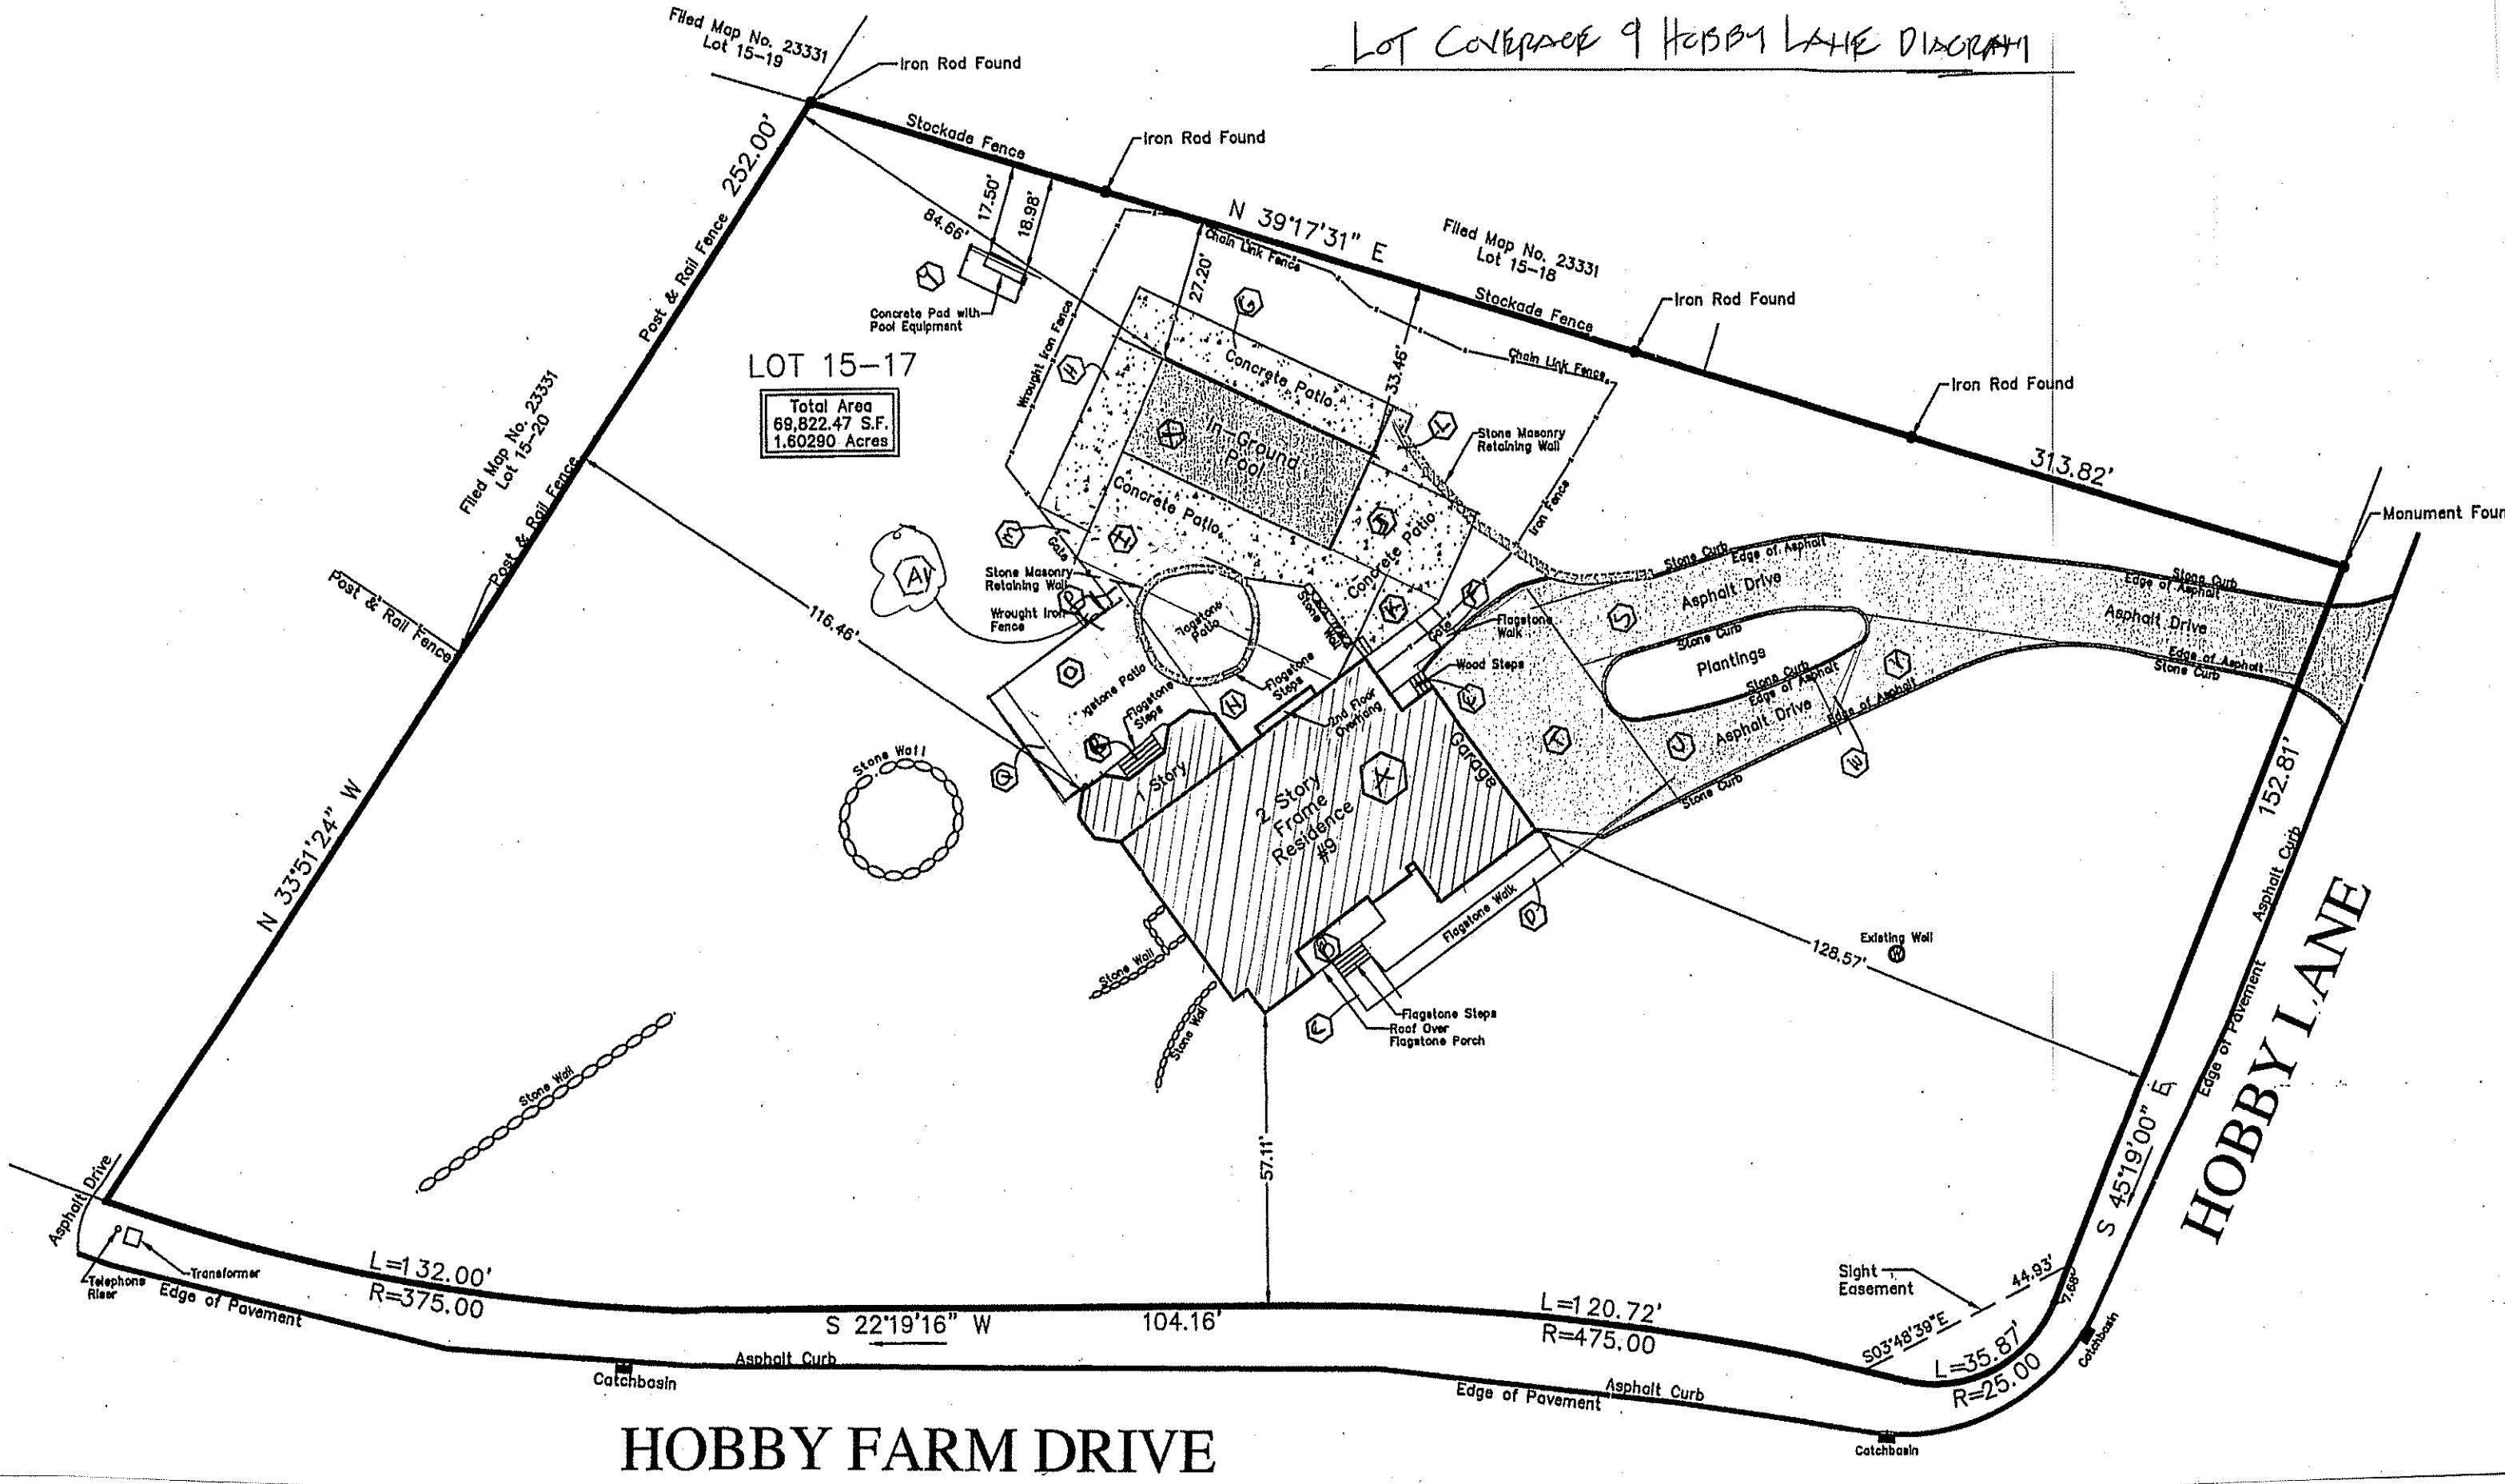 LOT COVERAGE 9 HOBBY LANE DIAGRAM
Filed Map No. 23331
Lot 15-19
Iron Rod Found
Stockade Fence
Iron Rod Found
252.00'
17.50'
18.98'
84.66'
N 39°17'31" E
Chain Link Fence
Filed Map No. 23331
Lot 15-18
Stockade Fence
Iron Rod Found
Iron Rod Found
313.82'
Monument Foun
Post & Rail Fence
Y
Concrete Pad with
Pool Equipment
Wrought Iron Fence
27.20'
G
H
Concrete Patio
33.46'
Chain Link Fence
LOT 15-17
Total Area
69,822.47 S.F.
1.60290 Acres
X
In-Ground
Pool
L
Stone Masonry
Retaining Wall
Filed Map No. 23331
Lot 15-20
Post & Rail Fence
Post & Rail Fence
Concrete Patio
Iron Fence
M
Gate
I
J
Concrete Patio
A1
Stone Masonry
Retaining Wall
P
Wrought Iron
Fence
Flagstone
Patio
Stone Wall
K
F
Gate
Flagstone
Walk
Wood Steps
E
116.46'
O
gstone Patio
Flagstone
Steps
Flagstone
Steps
N
2nd Floor
Overhang
Q
R
1 Story
2 Story
Frame
Residence
#9
A
Garage
Stone Curb
Edge of Asphalt
S
Asphalt Drive
Stone Curb
Plantings
Stone Curb
Edge of Asphalt
V
T
U
Asphalt Drive
Edge of Asphalt
Stone Curb
W
Stone Curb
Edge of Asphalt
Asphalt Drive
Edge of Asphalt
Stone Curb
152.81'
Stone Wall
N 33°51'24" W
B
Flagstone Walk
D
C
Flagstone Steps
Roof Over
Flagstone Porch
Stone Wall
Stone Wall
Stone Wall
128.57'
Existing Well
W
Asphalt Curb
Edge of Pavement
Edge of Pavement
HOBBY LANE
S 45°19'00" E
57.11'
Asphalt Drive
Telephone
Riser
Transformer
Edge of Pavement
L=132.00'
R=375.00
S 22°19'16" W
104.16'
L=120.72'
R=475.00
Sight
Easement
44.93'
7.68'
S03°48'39"E
L=35.87'
R=25.00
Catchbasin
Asphalt Curb
Catchbasin
Edge of Pavement
Asphalt Curb
Catchbasin
HOBBY FARM DRIVE